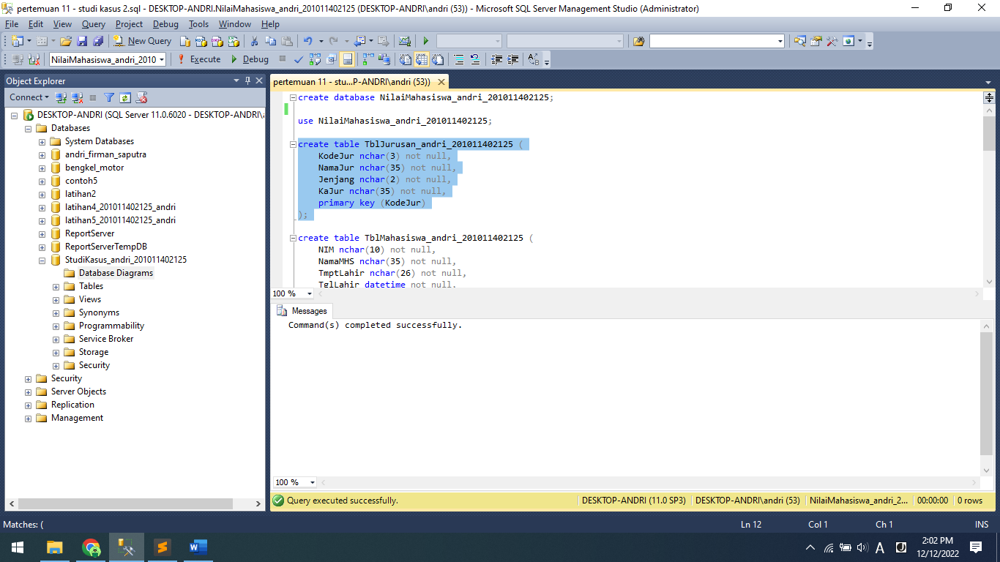 pertemuan 11 - studi kasus 2.sql - DESKTOP-ANDRI.NilaiMahasiswa_andri_201011402125 (DESKTOP-ANDRI\andri (53)) - Microsoft SQL Server Management Studio (Administrator)
File Edit View Query Project Debug Tools Window Help
New Query
NilaiMahasiswa_andri_2010 Execute Debug
Object Explorer
Connect
DESKTOP-ANDRI (SQL Server 11.0.6020 - DESKTOP-ANDRI\
Databases
System Databases
andri_firman_saputra
bengkel_motor
contoh5
latihan2
latihan4_201011402125_andri
latihan5_201011402125_andri
ReportServer
ReportServerTempDB
StudiKasus_andri_201011402125
Database Diagrams
Tables
Views
Synonyms
Programmability
Service Broker
Storage
Security
Security
Server Objects
Replication
Management
pertemuan 11 - stu...P-ANDRI\andri (53))
create database NilaiMahasiswa_andri_201011402125;
use NilaiMahasiswa_andri_201011402125;
create table TblJurusan_andri_201011402125 (
KodeJur nchar(3) not null,
NamaJur nchar(35) not null,
Jenjang nchar(2) not null,
KaJur nchar(35) not null,
primary key (KodeJur)
);
create table TblMahasiswa_andri_201011402125 (
NIM nchar(10) not null,
NamaMHS nchar(35) not null,
TmptLahir nchar(26) not null,
TglLahir datetime not null,
100 %
Messages
Command(s) completed successfully.
100 %
Query executed successfully. DESKTOP-ANDRI (11.0 SP3) DESKTOP-ANDRI\andri (53) NilaiMahasiswa_andri_2... 00:00:00 0 rows
Matches: ( Ln 12 Col 1 Ch 1 INS
A 2:02 PM
12/12/2022